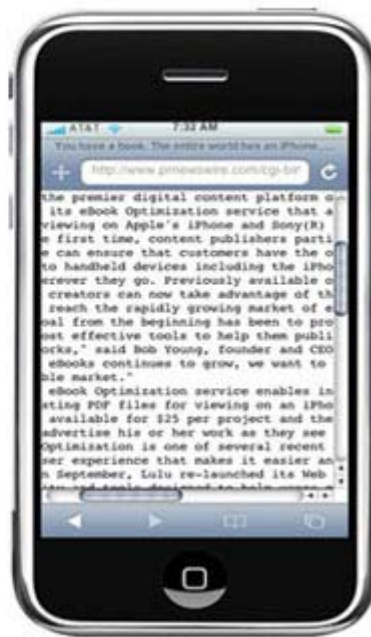 AT&T 7:32 AM
You have a book. The entire world has an iPhone....
http://www.prnewswire.com/cgi-bin
the premier digital content platform o
its eBook Optimization service that a
viewing on Apple's iPhone and Sony(R)
e first time, content publishers parti
e can ensure that customers have the o
to handheld devices including the iPho
erever they go. Previously available o
creators can now take advantage of th
reach the rapidly growing market of e
oal from the beginning has been to pro
ost effective tools to help them publi
orks," said Bob Young, founder and CEO
eBooks continues to grow, we want to
ble market."
eBook Optimization service enables in
ating PDF files for viewing on an iPho
available for $25 per project and the
advertise his or her work as they see
Optimization is one of several recent
ser experience that makes it easier an
n September, Lulu re-launched its Web